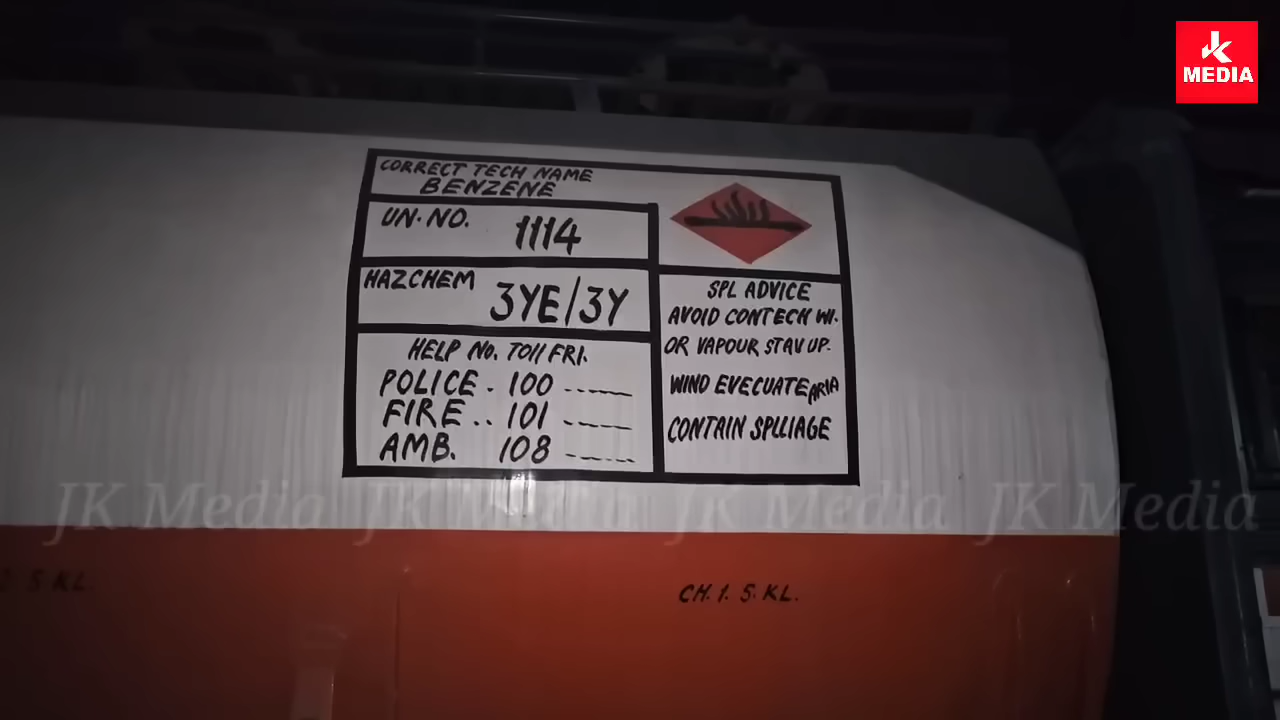 JK
MEDIA
CORRECT TECH NAME
BENZENE
UN. NO. 1114
HAZCHEM 3YE/3Y
HELP No. TOll FRI.
POLICE . 100 ------
FIRE .. 101 ------
AMB. 108 ------
SPL ADVICE
AVOID CONTECH WI.
OR VAPOUR STAV UP.
WIND EVECUATE ARIA
CONTAIN SPLLIAGE
JK Media JK Media JK Media JK Media
5 KL.
CH. 1. 5. KL.